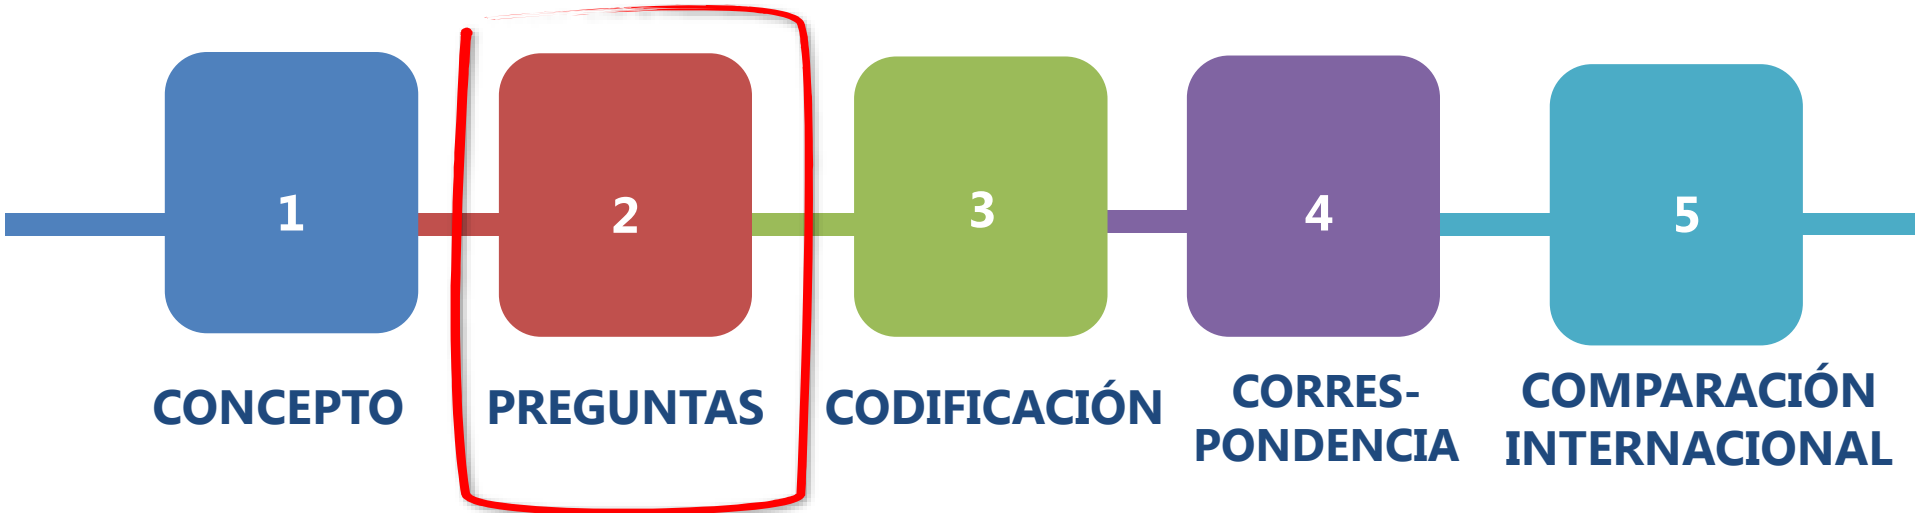 1
2
3
4
5
CONCEPTO
PREGUNTAS
CODIFICACIÓN
CORRES-
PONDENCIA
COMPARACIÓN
INTERNACIONAL